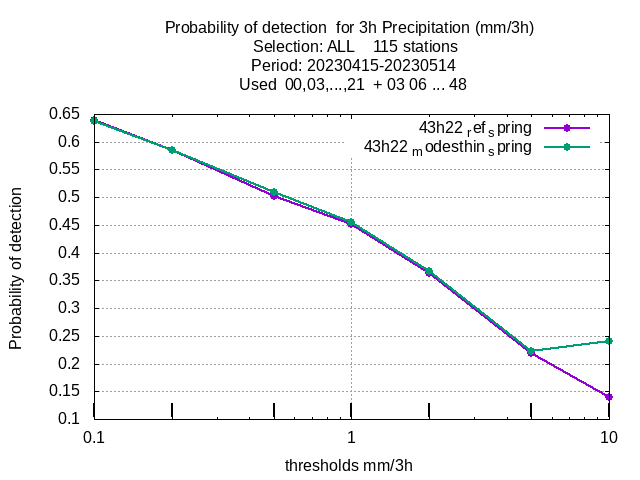 Probability of detection  for 3h Precipitation (mm/3h)
Selection: ALL    115 stations
Period: 20230415-20230514
Used  00,03,...,21  + 03 06 ... 48
43h22 ref spring
43h22 modesthin spring
Probability of detection
0.65
0.6
0.55
0.5
0.45
0.4
0.35
0.3
0.25
0.2
0.15
0.1
0.1
1
10
thresholds mm/3h